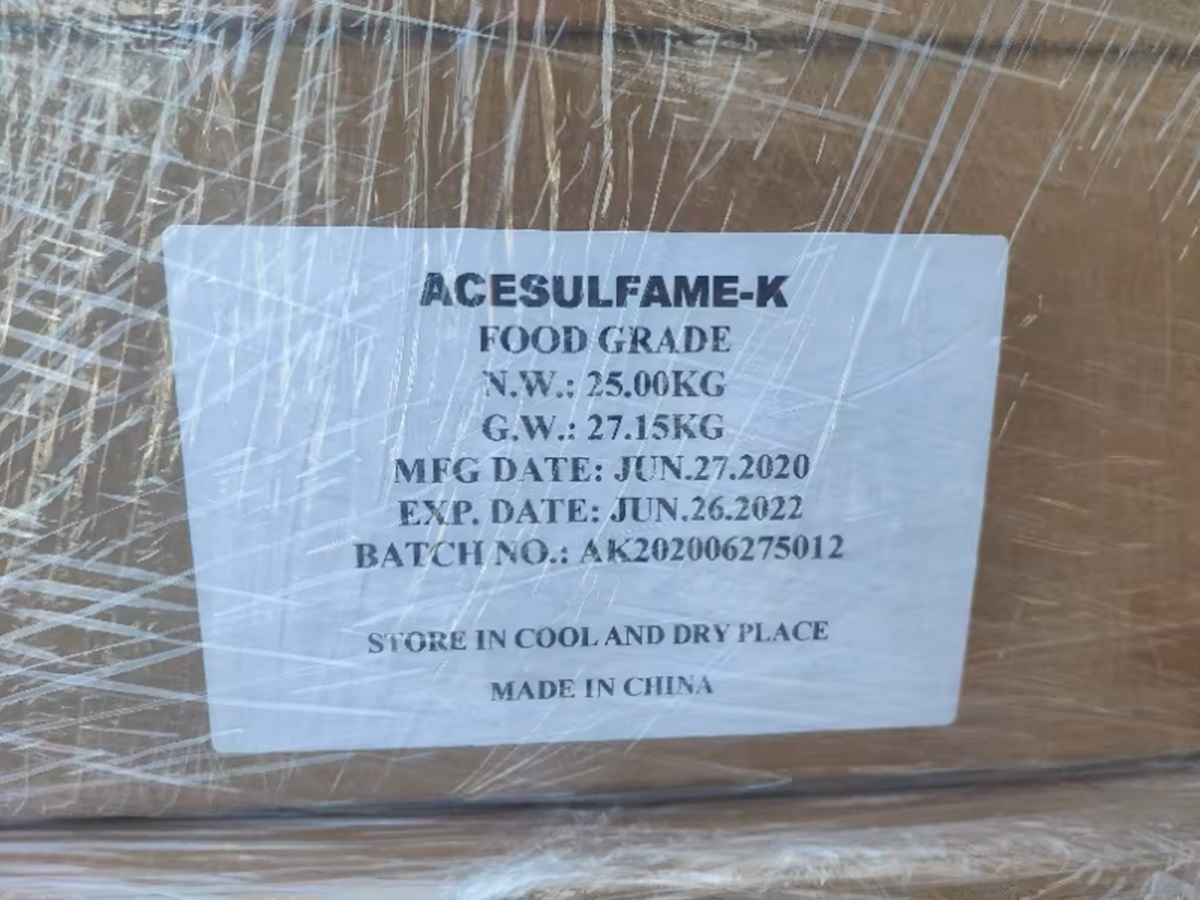 ACESULFAME-K
FOOD GRADE
N.W.: 25.00KG
G.W.: 27.15KG
MFG DATE: JUN.27.2020
EXP. DATE: JUN.26.2022
BATCH NO.: AK202006275012
STORE IN COOL AND DRY PLACE
MADE IN CHINA